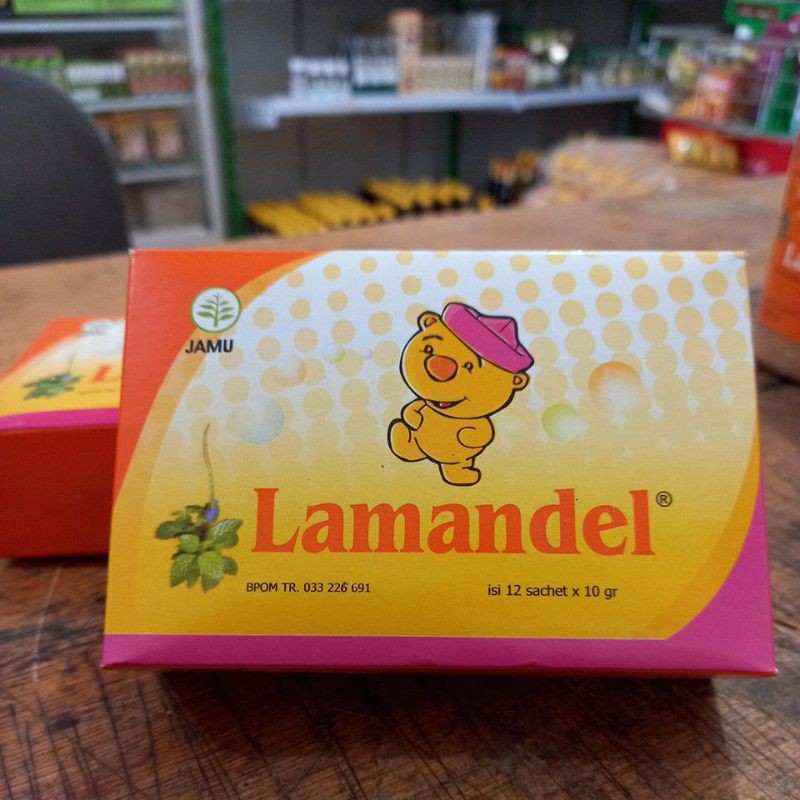 JAMU
Lamandel®
BPOM TR. 033 226 691
isi 12 sachet x 10 gr